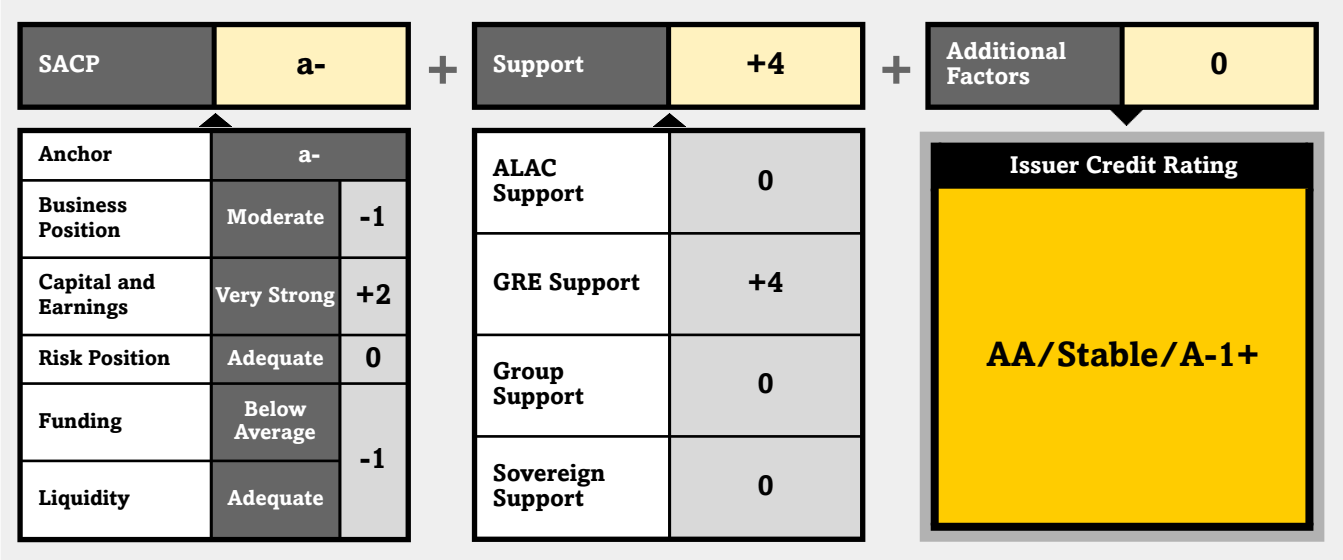 SACP
a-
+
Support
+4
+
Additional
Factors
0
Anchor
a-
Business
Position
Moderate
-1
Capital and
Earnings
Very Strong
+2
Risk Position
Adequate
0
Funding
Below
Average
-1
Liquidity
Adequate
ALAC
Support
0
GRE Support
+4
Group
Support
0
Sovereign
Support
0
Issuer Credit Rating
AA/Stable/A-1+